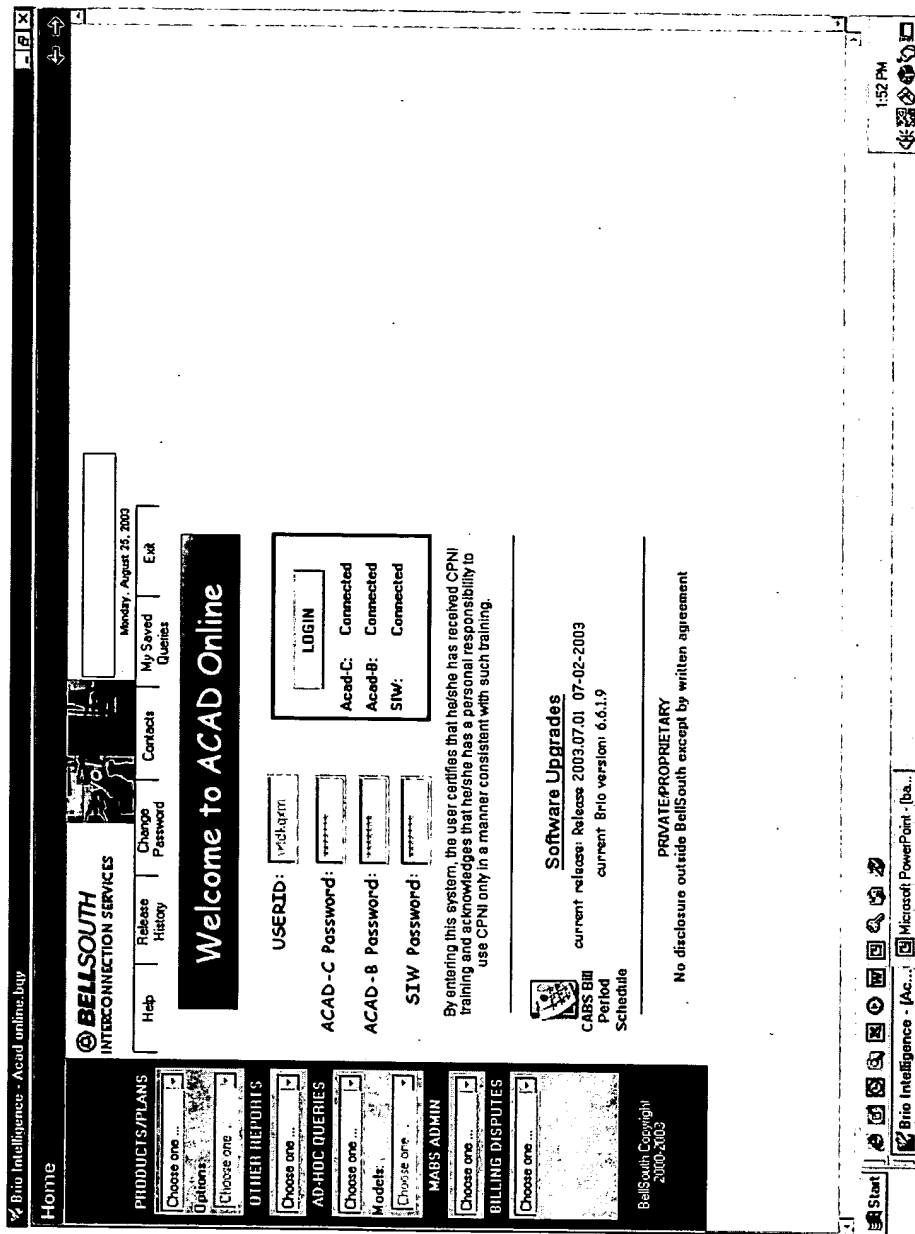 Brio Intelligence - Acad online.bqy
Home
BELLSOUTH
INTERCONNECTION SERVICES
Monday, August 25, 2003
Help
Release History
Change Password
Contacts
My Saved Queries
Exit
PRODUCTS/PLANS
Choose one ...
Options:
Choose one .
OTHER REPORTS
Choose one ...
AD-HOC QUERIES
Choose one ...
Models:
Choose one .
MABS ADMIN
Choose one ...
BILLING DISPUTES
Choose one ...
BellSouth Copyright
2000-2003
Welcome to ACAD Online
USERID:
ACAD-C Password: *******
ACAD-B Password: ******
SIW Password: ******
LOGIN
Acad-C: Connected
Acad-B: Connected
SIW: Connected
By entering this system, the user certifies that he/she has received CPNI
training and acknowledges that he/she has a personal responsibility to
use CPNI only in a manner consistent with such training.
CABS Bill
Period
Schedule
Software Upgrades
current release: Release 2003.07.01 07-02-2003
current Brio version: 6.6.1.9
PRIVATE/PROPRIETARY
No disclosure outside BellSouth except by written agreement
Start
Brio Intelligence - [Ac...
Microsoft PowerPoint - [ba...
1:52 PM